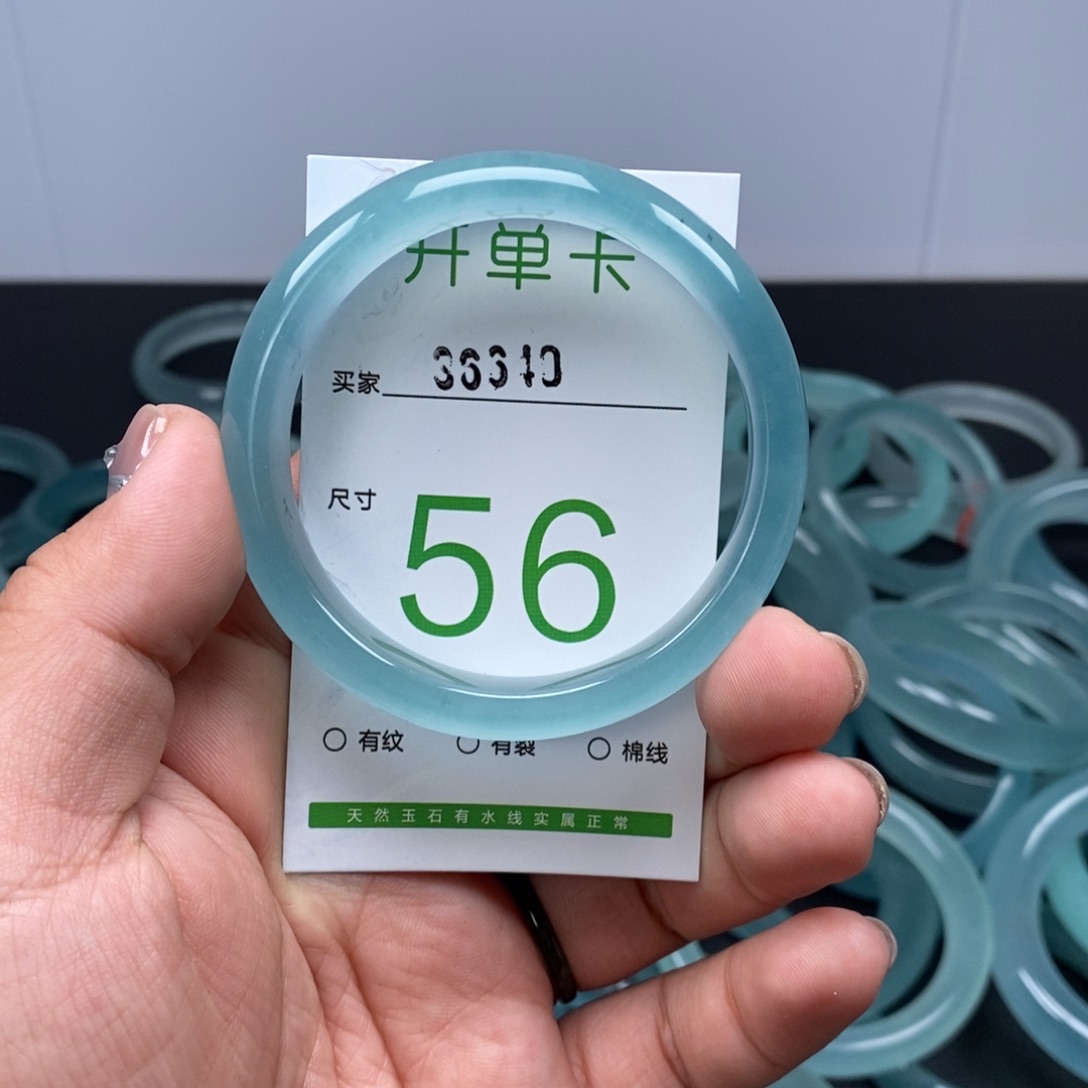 开单卡
买家 36310
尺寸 56
○ 有纹 ○ 有裂 ○ 棉线
天然玉石有水线实属正常